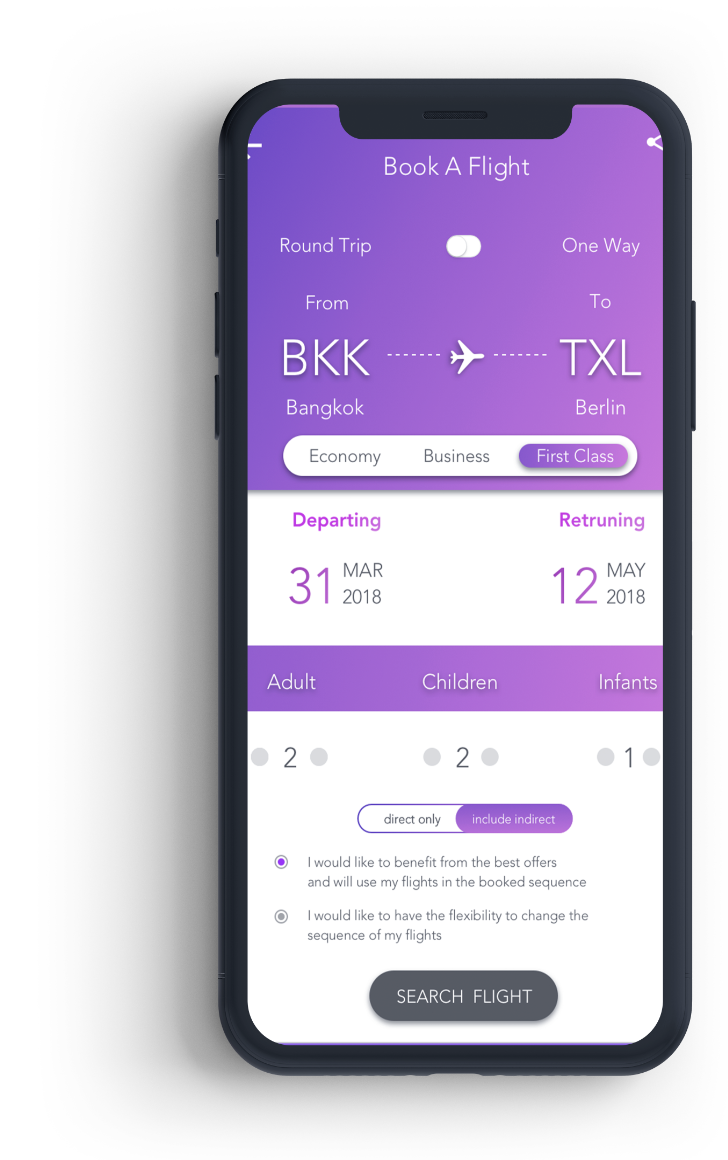 Book A Flight
Round Trip One Way
From To
BKK TXL
Bangkok Berlin
Economy Business First Class
Departing Retruning
31 MAR 2018 12 MAY 2018
Adult Children Infants
2 2 1
direct only include indirect
I would like to benefit from the best offers
and will use my flights in the booked sequence
I would like to have the flexibility to change the
sequence of my flights
SEARCH FLIGHT